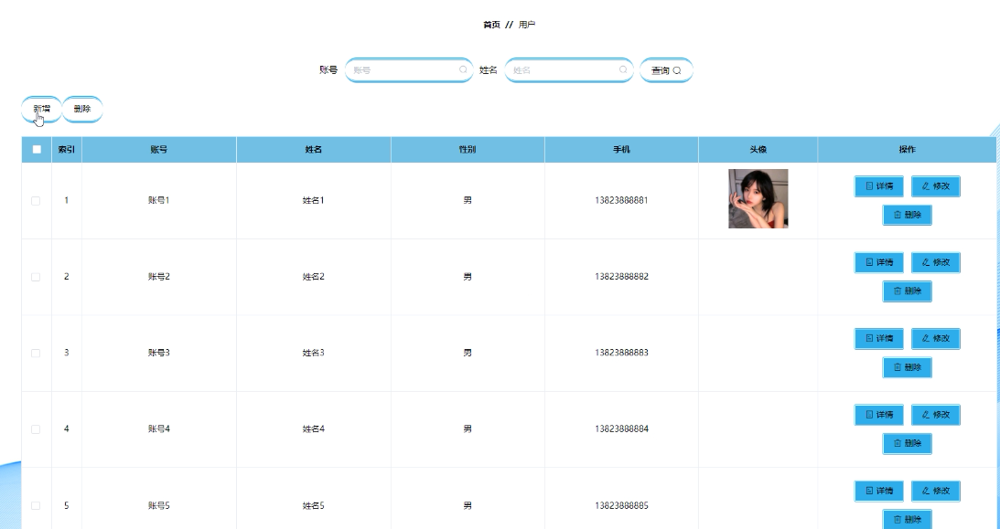 首页 // 用户
账号 账号 姓名 姓名 查询
新增 删除
索引 账号 姓名 性别 手机 头像 操作
1 账号1 姓名1 男 13823888881 详情 修改
删除
2 账号2 姓名2 男 13823888882 详情 修改
删除
3 账号3 姓名3 男 13823888883 详情 修改
删除
4 账号4 姓名4 男 13823888884 详情 修改
删除
5 账号5 姓名5 男 13823888885 详情 修改
删除